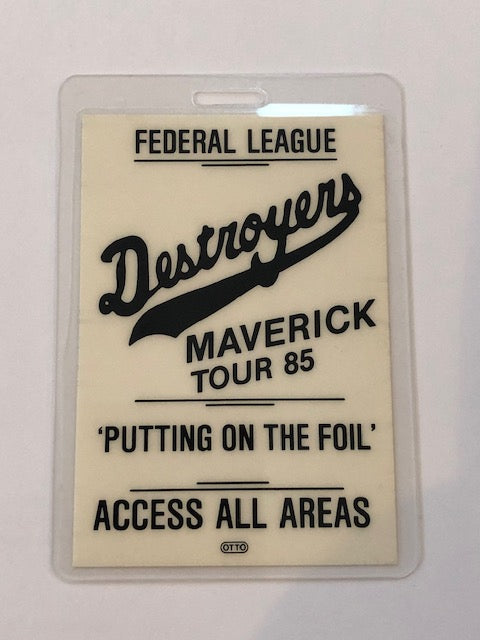 FEDERAL LEAGUE
Destroyers
MAVERICK
TOUR 85
'PUTTING ON THE FOIL'
ACCESS ALL AREAS
OTTO